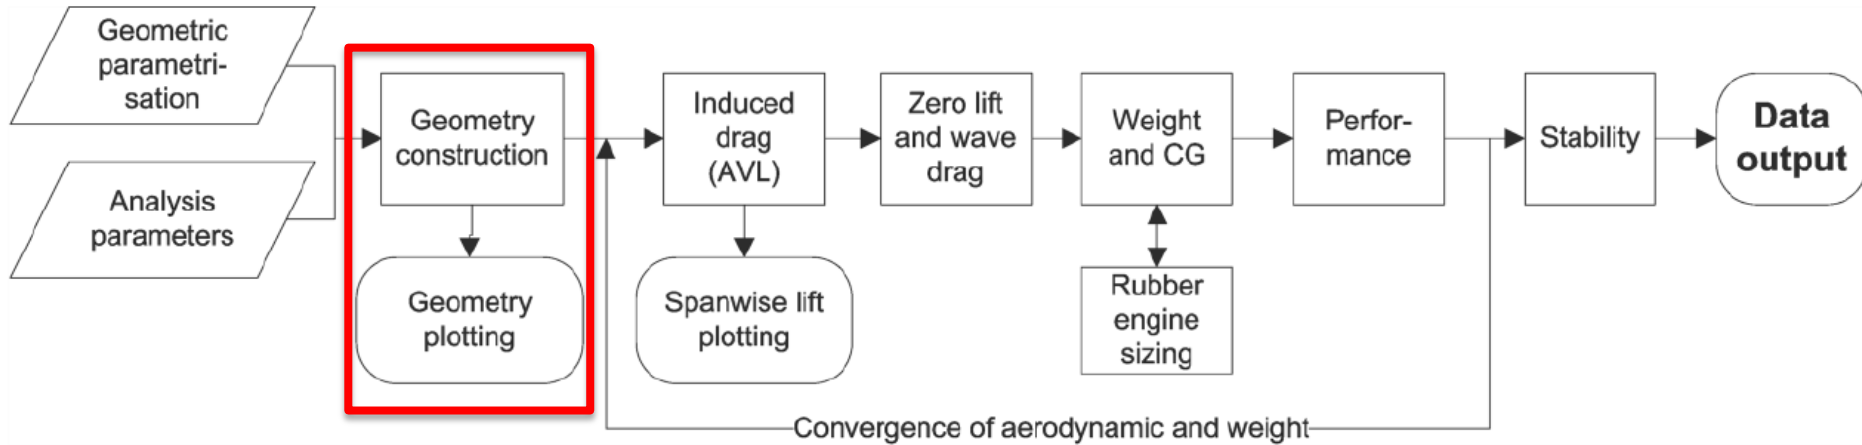 Geometric
parametri-
sation
Analysis
parameters
Geometry
construction
Geometry
plotting
Induced
drag
(AVL)
Spanwise lift
plotting
Zero lift
and wave
drag
Weight
and CG
Rubber
engine
sizing
Perfor-
mance
Stability
Data
output
Convergence of aerodynamic and weight